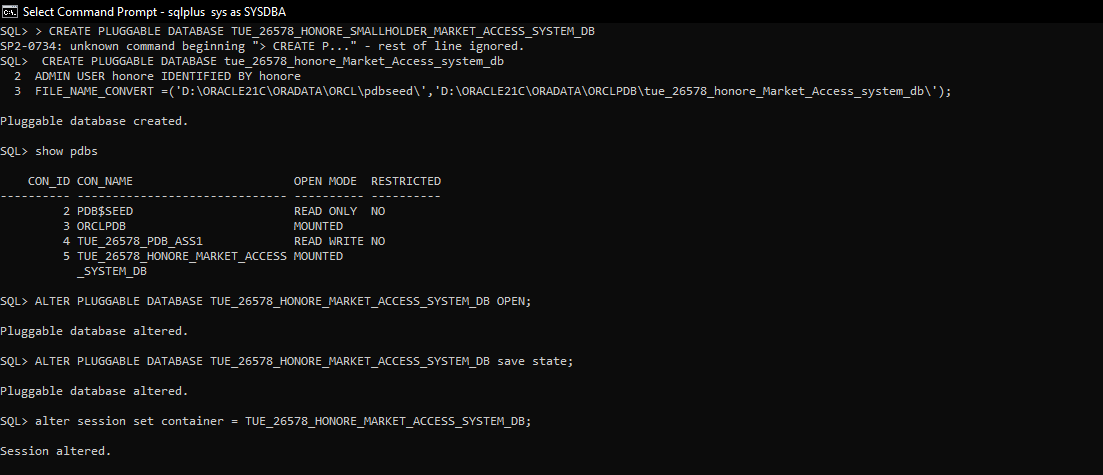 Select Command Prompt - sqlplus  sys as SYSDBA
SQL> > CREATE PLUGGABLE DATABASE TUE_26578_HONORE_SMALLHOLDER_MARKET_ACCESS_SYSTEM_DB
SP2-0734: unknown command beginning "> CREATE P..." - rest of line ignored.
SQL>  CREATE PLUGGABLE DATABASE tue_26578_honore_Market_Access_system_db
  2  ADMIN USER honore IDENTIFIED BY honore
  3  FILE_NAME_CONVERT =('D:\ORACLE21C\ORADATA\ORCL\pdbseed\','D:\ORACLE21C\ORADATA\ORCLPDB\tue_26578_honore_Market_Access_system_db\');
Pluggable database created.
SQL> show pdbs
    CON_ID CON_NAME                       OPEN MODE  RESTRICTED
---------- ------------------------------ ---------- ----------
         2 PDB$SEED                       READ ONLY  NO
         3 ORCLPDB                        MOUNTED
         4 TUE_26578_PDB_ASS1             READ WRITE NO
         5 TUE_26578_HONORE_MARKET_ACCESS MOUNTED
           _SYSTEM_DB
SQL> ALTER PLUGGABLE DATABASE TUE_26578_HONORE_MARKET_ACCESS_SYSTEM_DB OPEN;
Pluggable database altered.
SQL> ALTER PLUGGABLE DATABASE TUE_26578_HONORE_MARKET_ACCESS_SYSTEM_DB save state;
Pluggable database altered.
SQL> alter session set container = TUE_26578_HONORE_MARKET_ACCESS_SYSTEM_DB;
Session altered.